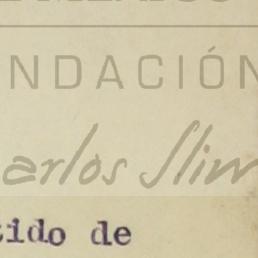 NDACIÓN
arlos Slim
tido de